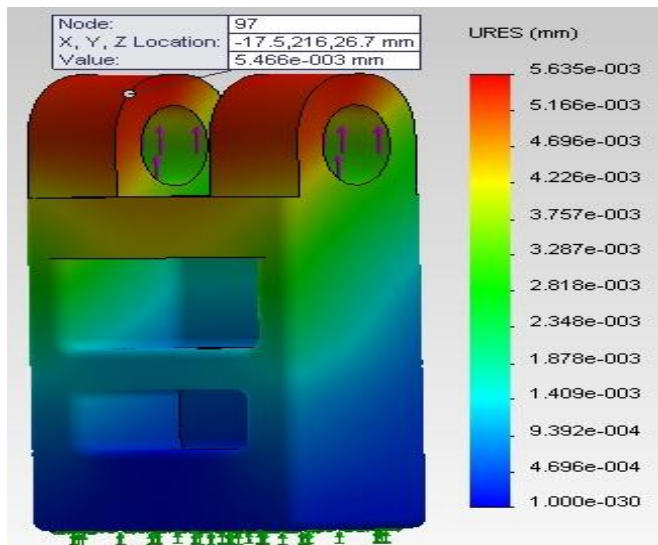 Node: 97
X, Y, Z Location: -17.5,216,26.7 mm
Value: 5.466e-003 mm
URES (mm)
5.635e-003
5.166e-003
4.696e-003
4.226e-003
3.757e-003
3.287e-003
2.818e-003
2.348e-003
1.878e-003
1.409e-003
9.392e-004
4.696e-004
1.000e-030